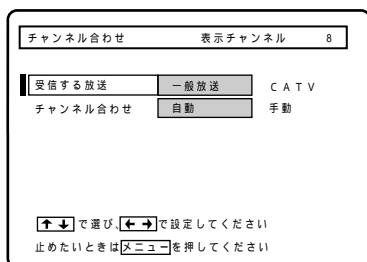 チャンネル合わせ 表示チャンネル 8
受信する放送 一般放送 CATV
チャンネル合わせ 自動 手動
↑↓で選び、←→で設定してください
止めたいときはメニューを押してください